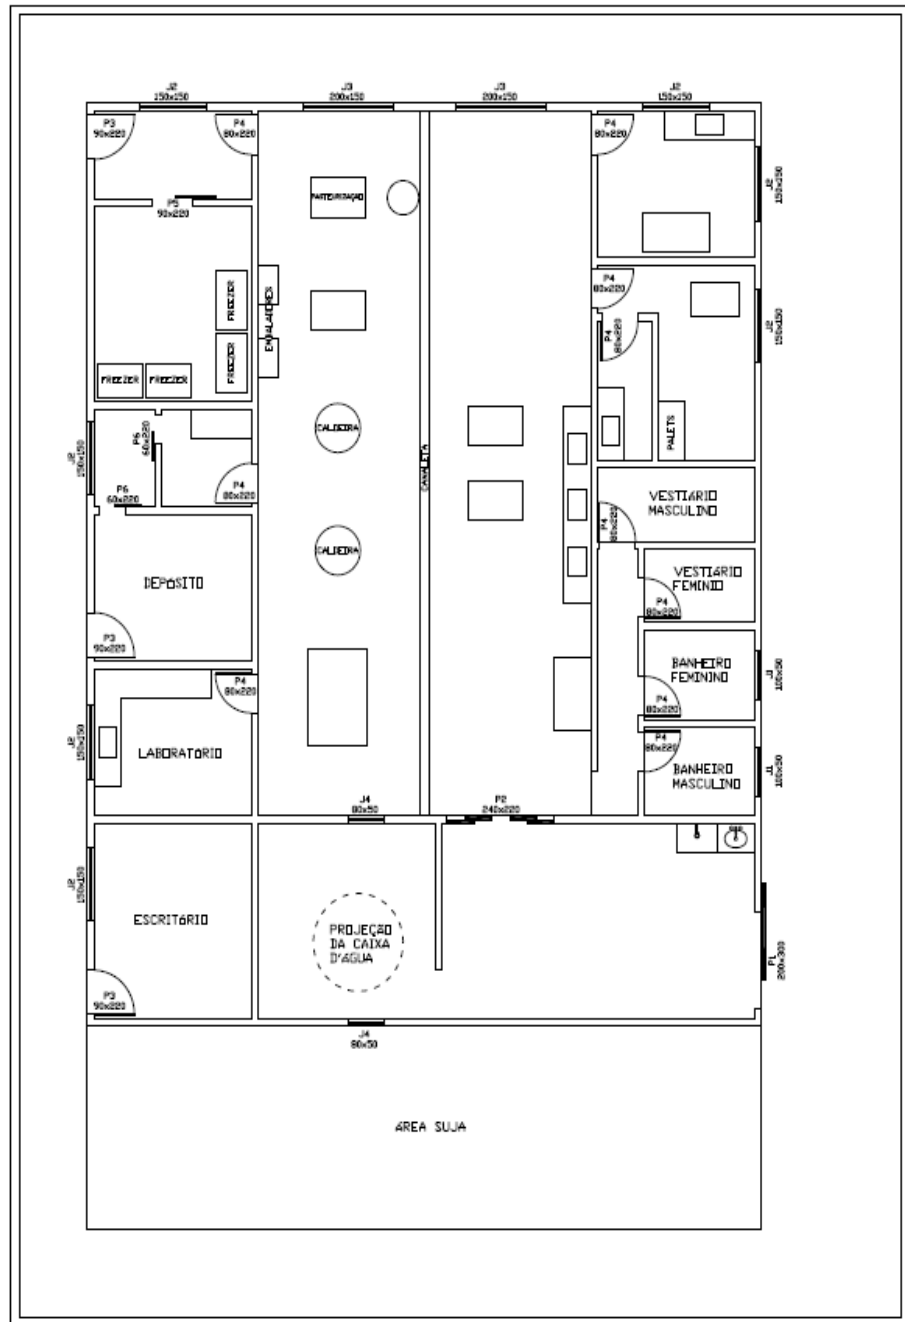 J2
150x150
J3
200x150
J3
200x150
J2
150x150
P3
90x220
P4
80x220
P4
80x220
J2
150x150
PASTEURIZAÇÃO
P5
90x220
P4
80x220
FREEZER
EMBALADORES
J2
150x150
P4
80x220
FREEZER
FREEZER
FREEZER
CALDEIRA
PALETS
P6
60x220
J2
150x150
CANALETA
P6
60x220
P4
80x220
VESTIÁRIO
MASCULINO
P4
80x220
CALDEIRA
DEPÓSITO
VESTIÁRIO
FEMINIO
P4
80x220
P3
90x220
BANHEIRO
FEMININO
J1
100x50
P4
80x220
P4
80x220
J2
150x150
LABORATÓRIO
P4
80x220
BANHEIRO
MASCULINO
J1
100x50
J4
80x50
P2
240x220
J2
150x150
ESCRITÓRIO
PROJEÇÃO
DA CAIXA
D'ÁGUA
P1
200x300
P3
90x220
J4
80x50
ÁREA SUJA